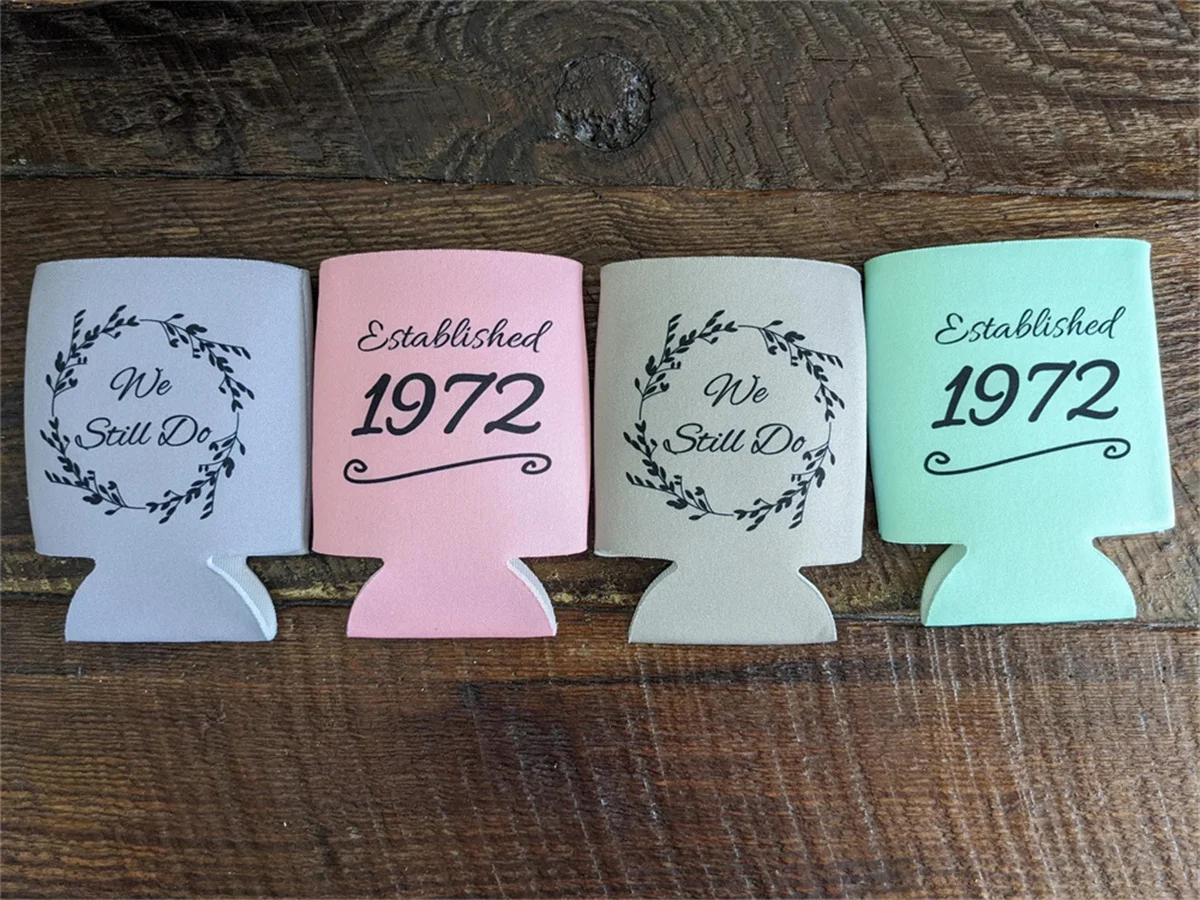 We
Still Do
Established
1972
We
Still Do
Established
1972